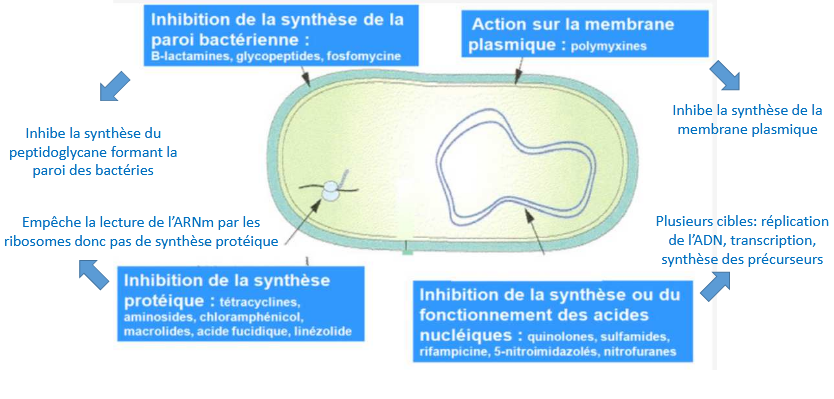 Inhibition de la synthèse de la
paroi bactérienne :
B-lactamines, glycopeptides, fosfomycine
Action sur la membrane
plasmique : polymyxines
Inhibe la synthèse du
peptidoglycane formant la
paroi des bactéries
Inhibe la synthèse de la
membrane plasmique
Empêche la lecture de l’ARNm par les
ribosomes donc pas de synthèse protéique
Plusieurs cibles: réplication
de l’ADN, transcription,
synthèse des précurseurs
Inhibition de la synthèse
protéique : tétracyclines,
aminosides, chloramphénicol,
macrolides, acide fucidique, linézolide
Inhibition de la synthèse ou du
fonctionnement des acides
nucléiques : quinolones, sulfamides,
rifampicine, 5-nitroimidazolés, nitrofuranes